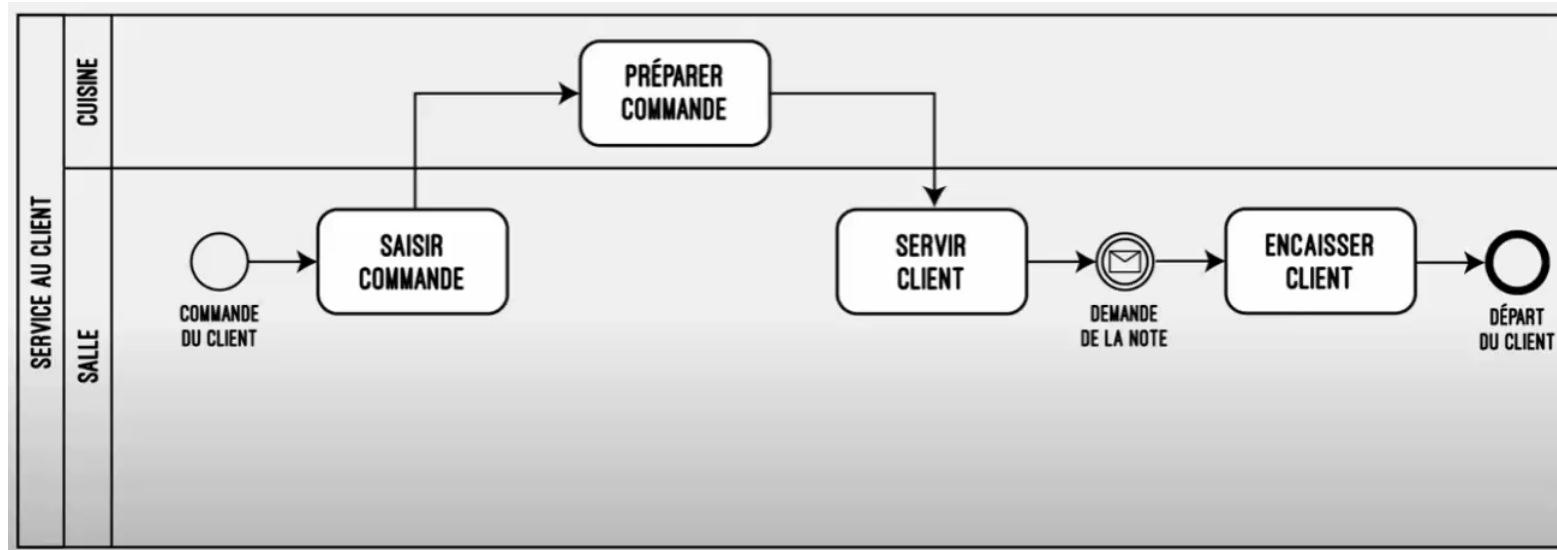 SERVICE AU CLIENT
CUISINE
PRÉPARER
COMMANDE
SALLE
COMMANDE
DU CLIENT
SAISIR
COMMANDE
SERVIR
CLIENT
DEMANDE
DE LA NOTE
ENCAISSER
CLIENT
DÉPART
DU CLIENT